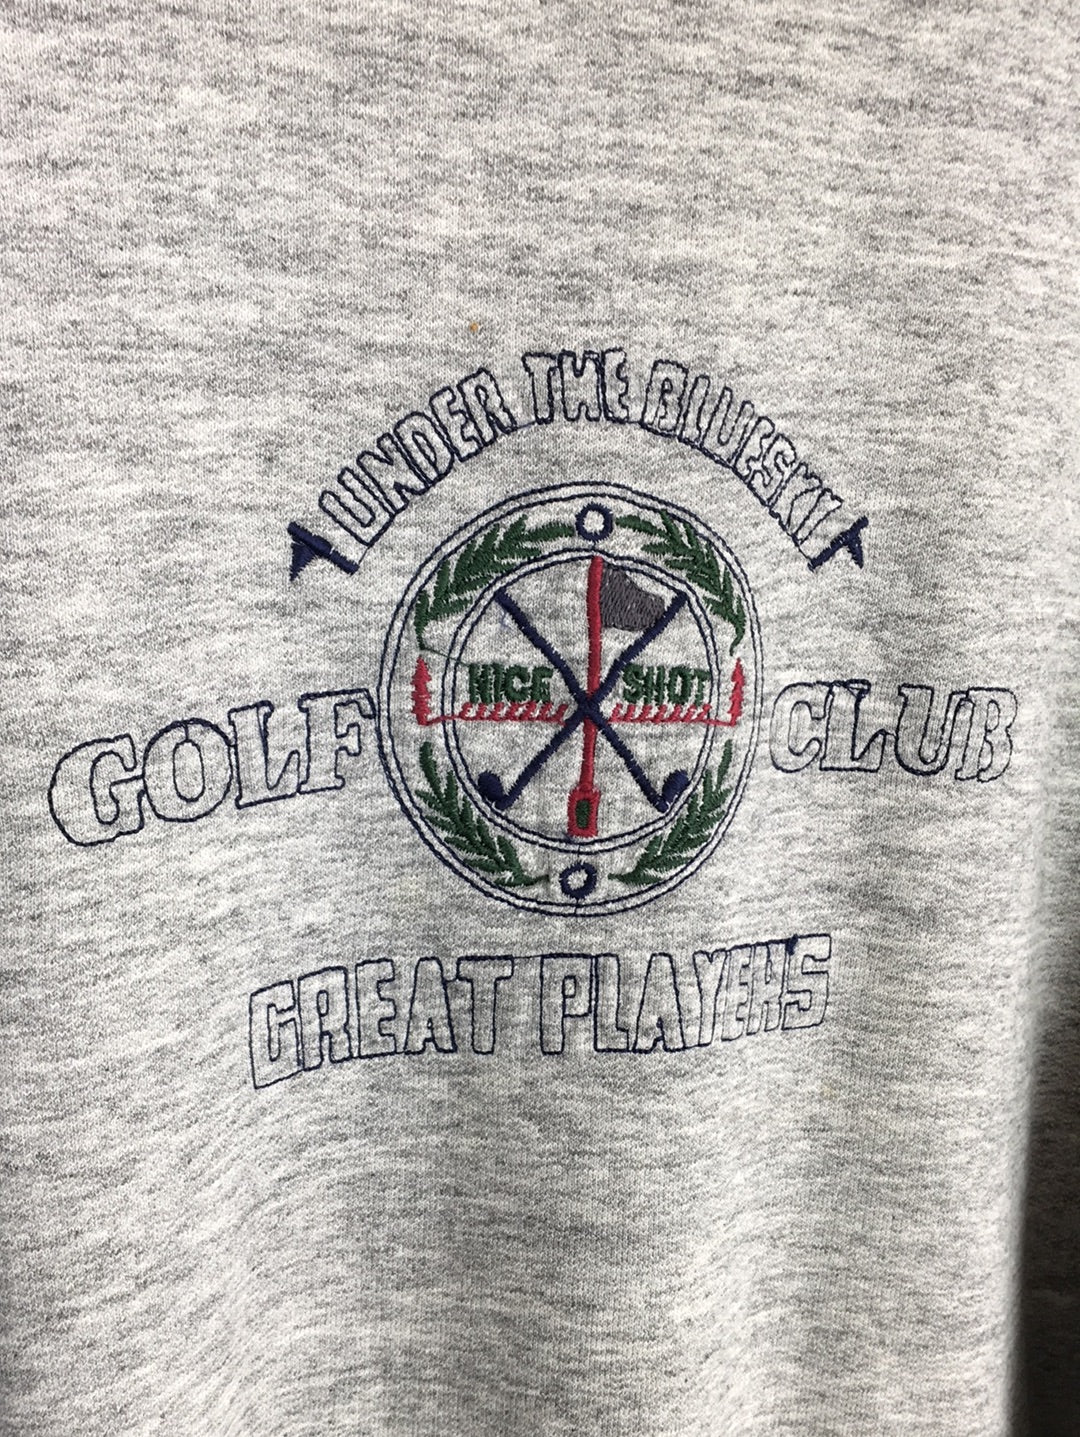 UNDER THE BLUESKY
NICE SHOT
GOLF CLUB
GREAT PLAYERS